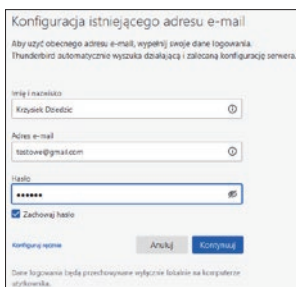 Konfiguracja istniejącego adresu e-mail
Aby użyć obecnego adresu e-mail, wypełnij swoje dane logowania.
Thunderbird automatycznie wyszuka działającą i zalecaną konfigurację serwera.
Imię i nazwisko
Krzysiek Dziedzic
Adres e-mail
testowe@gmail.com
Hasło
••••••
Zachowaj hasło
Konfiguruj ręcznie
Anuluj
Kontynuuj
Dane logowania będą przechowywane wyłącznie lokalnie na komputerze
użytkownika.